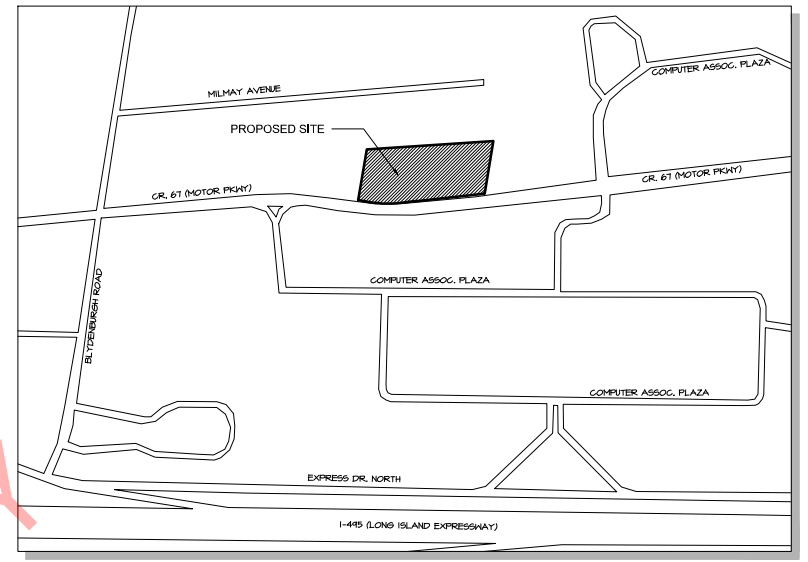 COMPUTER ASSOC. PLAZA
MILMAY AVENUE
PROPOSED SITE
CR. 67 (MOTOR PKWY)
CR. 67 (MOTOR PKWY)
COMPUTER ASSOC. PLAZA
BLYDENBURGH ROAD
COMPUTER ASSOC. PLAZA
EXPRESS DR. NORTH
I-495 (LONG ISLAND EXPRESSWAY)